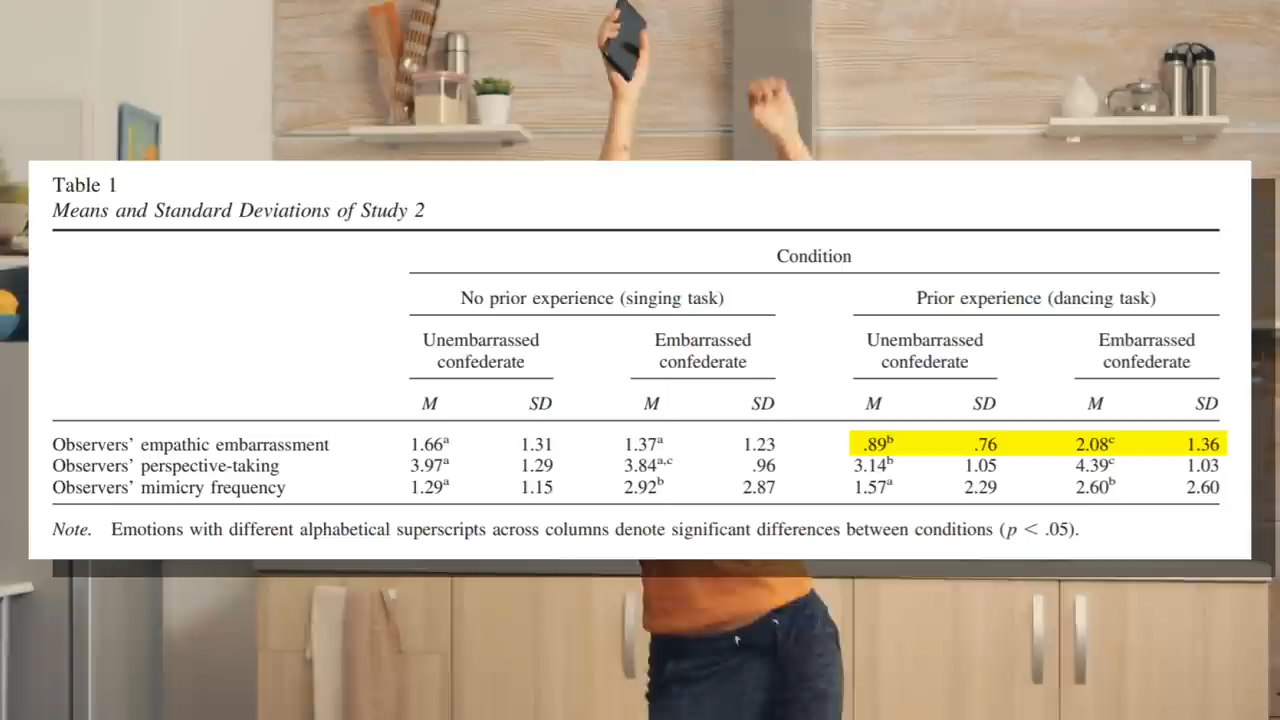 Table 1
Means and Standard Deviations of Study 2
Condition
No prior experience (singing task) Prior experience (dancing task)
Unembarrassed confederate Embarrassed confederate Unembarrassed confederate Embarrassed confederate
M SD M SD M SD M SD
Observers’ empathic embarrassment 1.66ᵃ 1.31 1.37ᵃ 1.23 .89ᵇ .76 2.08ᶜ 1.36
Observers’ perspective-taking 3.97ᵃ 1.29 3.84ᵃ,ᶜ .96 3.14ᵇ 1.05 4.39ᶜ 1.03
Observers’ mimicry frequency 1.29ᵃ 1.15 2.92ᵇ 2.87 1.57ᵃ 2.29 2.60ᵇ 2.60
Note. Emotions with different alphabetical superscripts across columns denote significant differences between conditions (p < .05).